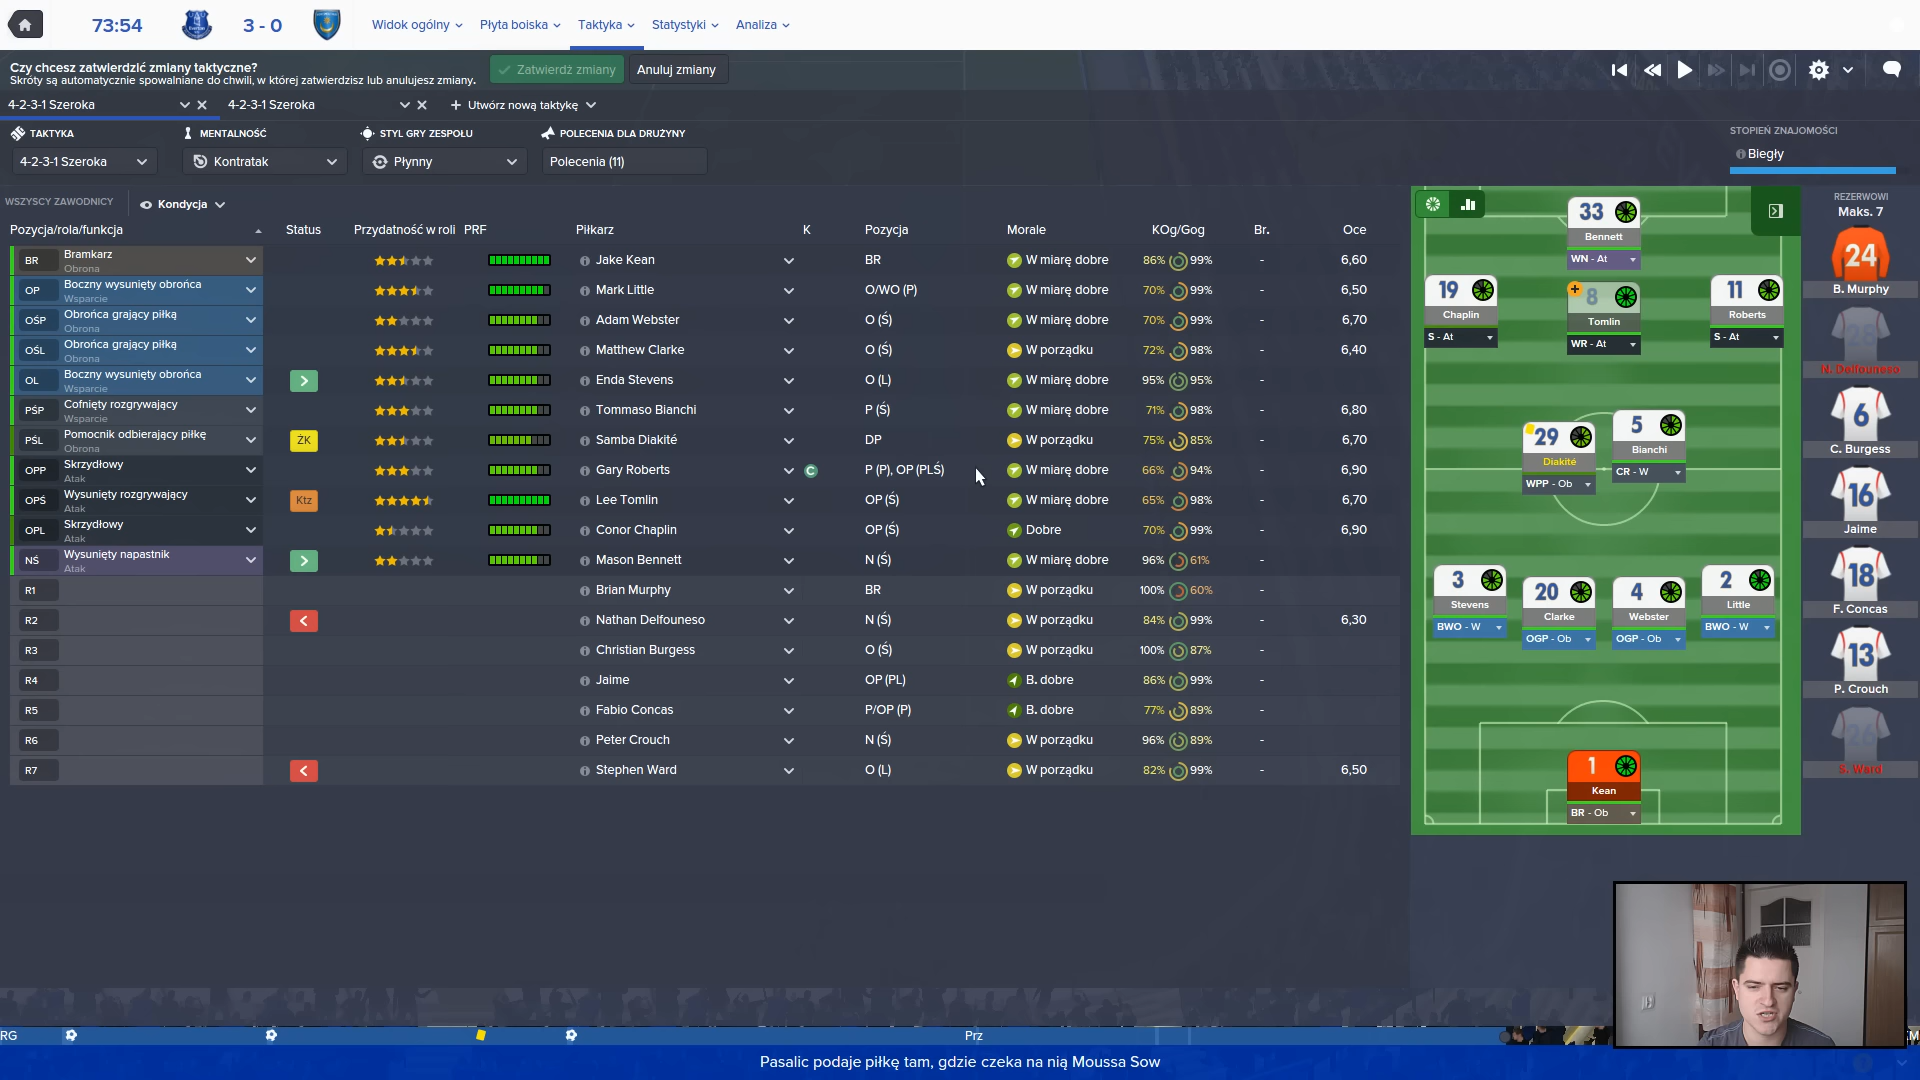 73:54
3 - 0
Widok ogólny
Płyta boiska
Taktyka
Statystyki
Analiza
Czy chcesz zatwierdzić zmiany taktyczne?
Skróty są automatycznie spowalniane do chwili, w której zatwierdzisz lub anulujesz zmiany.
Zatwierdź zmiany
Anuluj zmiany
4-2-3-1 Szeroka
4-2-3-1 Szeroka
Utwórz nową taktykę
TAKTYKA
MENTALNOŚĆ
STYL GRY ZESPOŁU
POLECENIA DLA DRUŻYNY
4-2-3-1 Szeroka
Kontratak
Płynny
Polecenia (11)
STOPIEŃ ZNAJOMOŚCI
Biegły
WSZYSCY ZAWODNICY
Kondycja
Pozycja/rola/funkcja Status Przydatność w roli PRF Piłkarz K Pozycja Morale KOg/Gog Br. Oce
BR Bramkarz Obrona Jake Kean BR W miarę dobre 86% 99% - 6,60
OP Boczny wysunięty obrońca Wsparcie Mark Little O/WO (P) W miarę dobre 70% 99% - 6,50
OŚP Obrońca grający piłką Obrona Adam Webster O (Ś) W miarę dobre 70% 99% - 6,70
OŚL Obrońca grający piłką Obrona Matthew Clarke O (Ś) W porządku 72% 98% - 6,40
OL Boczny wysunięty obrońca Wsparcie Enda Stevens O (L) W miarę dobre 95% 95% -
PŚP Cofnięty rozgrywający Wsparcie Tommaso Bianchi P (Ś) W miarę dobre 71% 98% - 6,80
PŚL Pomocnik odbierający piłkę Obrona ŻK Samba Diakité DP W porządku 75% 85% - 6,70
OPP Skrzydłowy Atak Gary Roberts C P (P), OP (PLŚ) W miarę dobre 66% 94% - 6,90
OPŚ Wysunięty rozgrywający Atak Ktz Lee Tomlin OP (Ś) W miarę dobre 65% 98% - 6,70
OPL Skrzydłowy Atak Conor Chaplin OP (Ś) Dobre 70% 99% - 6,90
NŚ Wysunięty napastnik Atak Mason Bennett N (Ś) W miarę dobre 96% 61% -
R1 Brian Murphy BR W porządku 100% 60% -
R2 Nathan Delfouneso N (Ś) W porządku 84% 99% - 6,30
R3 Christian Burgess O (Ś) W porządku 100% 87% -
R4 Jaime OP (PL) B. dobre 86% 99% -
R5 Fabio Concas P/OP (P) B. dobre 77% 89% -
R6 Peter Crouch N (Ś) W porządku 96% 89% -
R7 Stephen Ward O (L) W porządku 82% 99% - 6,50
33
Bennett
WN - At
19
Chaplin
S - At
8
Tomlin
WR - At
11
Roberts
S - At
29
Diakité
WPP - Ob
5
Bianchi
CR - W
3
Stevens
BWO - W
20
Clarke
OGP - Ob
4
Webster
OGP - Ob
2
Little
BWO - W
1
Kean
BR - Ob
REZERWOWI
Maks. 7
24
B. Murphy
28
N. Delfouneso
6
C. Burgess
16
Jaime
18
F. Concas
13
P. Crouch
26
S. Ward
RG
Prz
Pasalic podaje piłkę tam, gdzie czeka na nią Moussa Sow